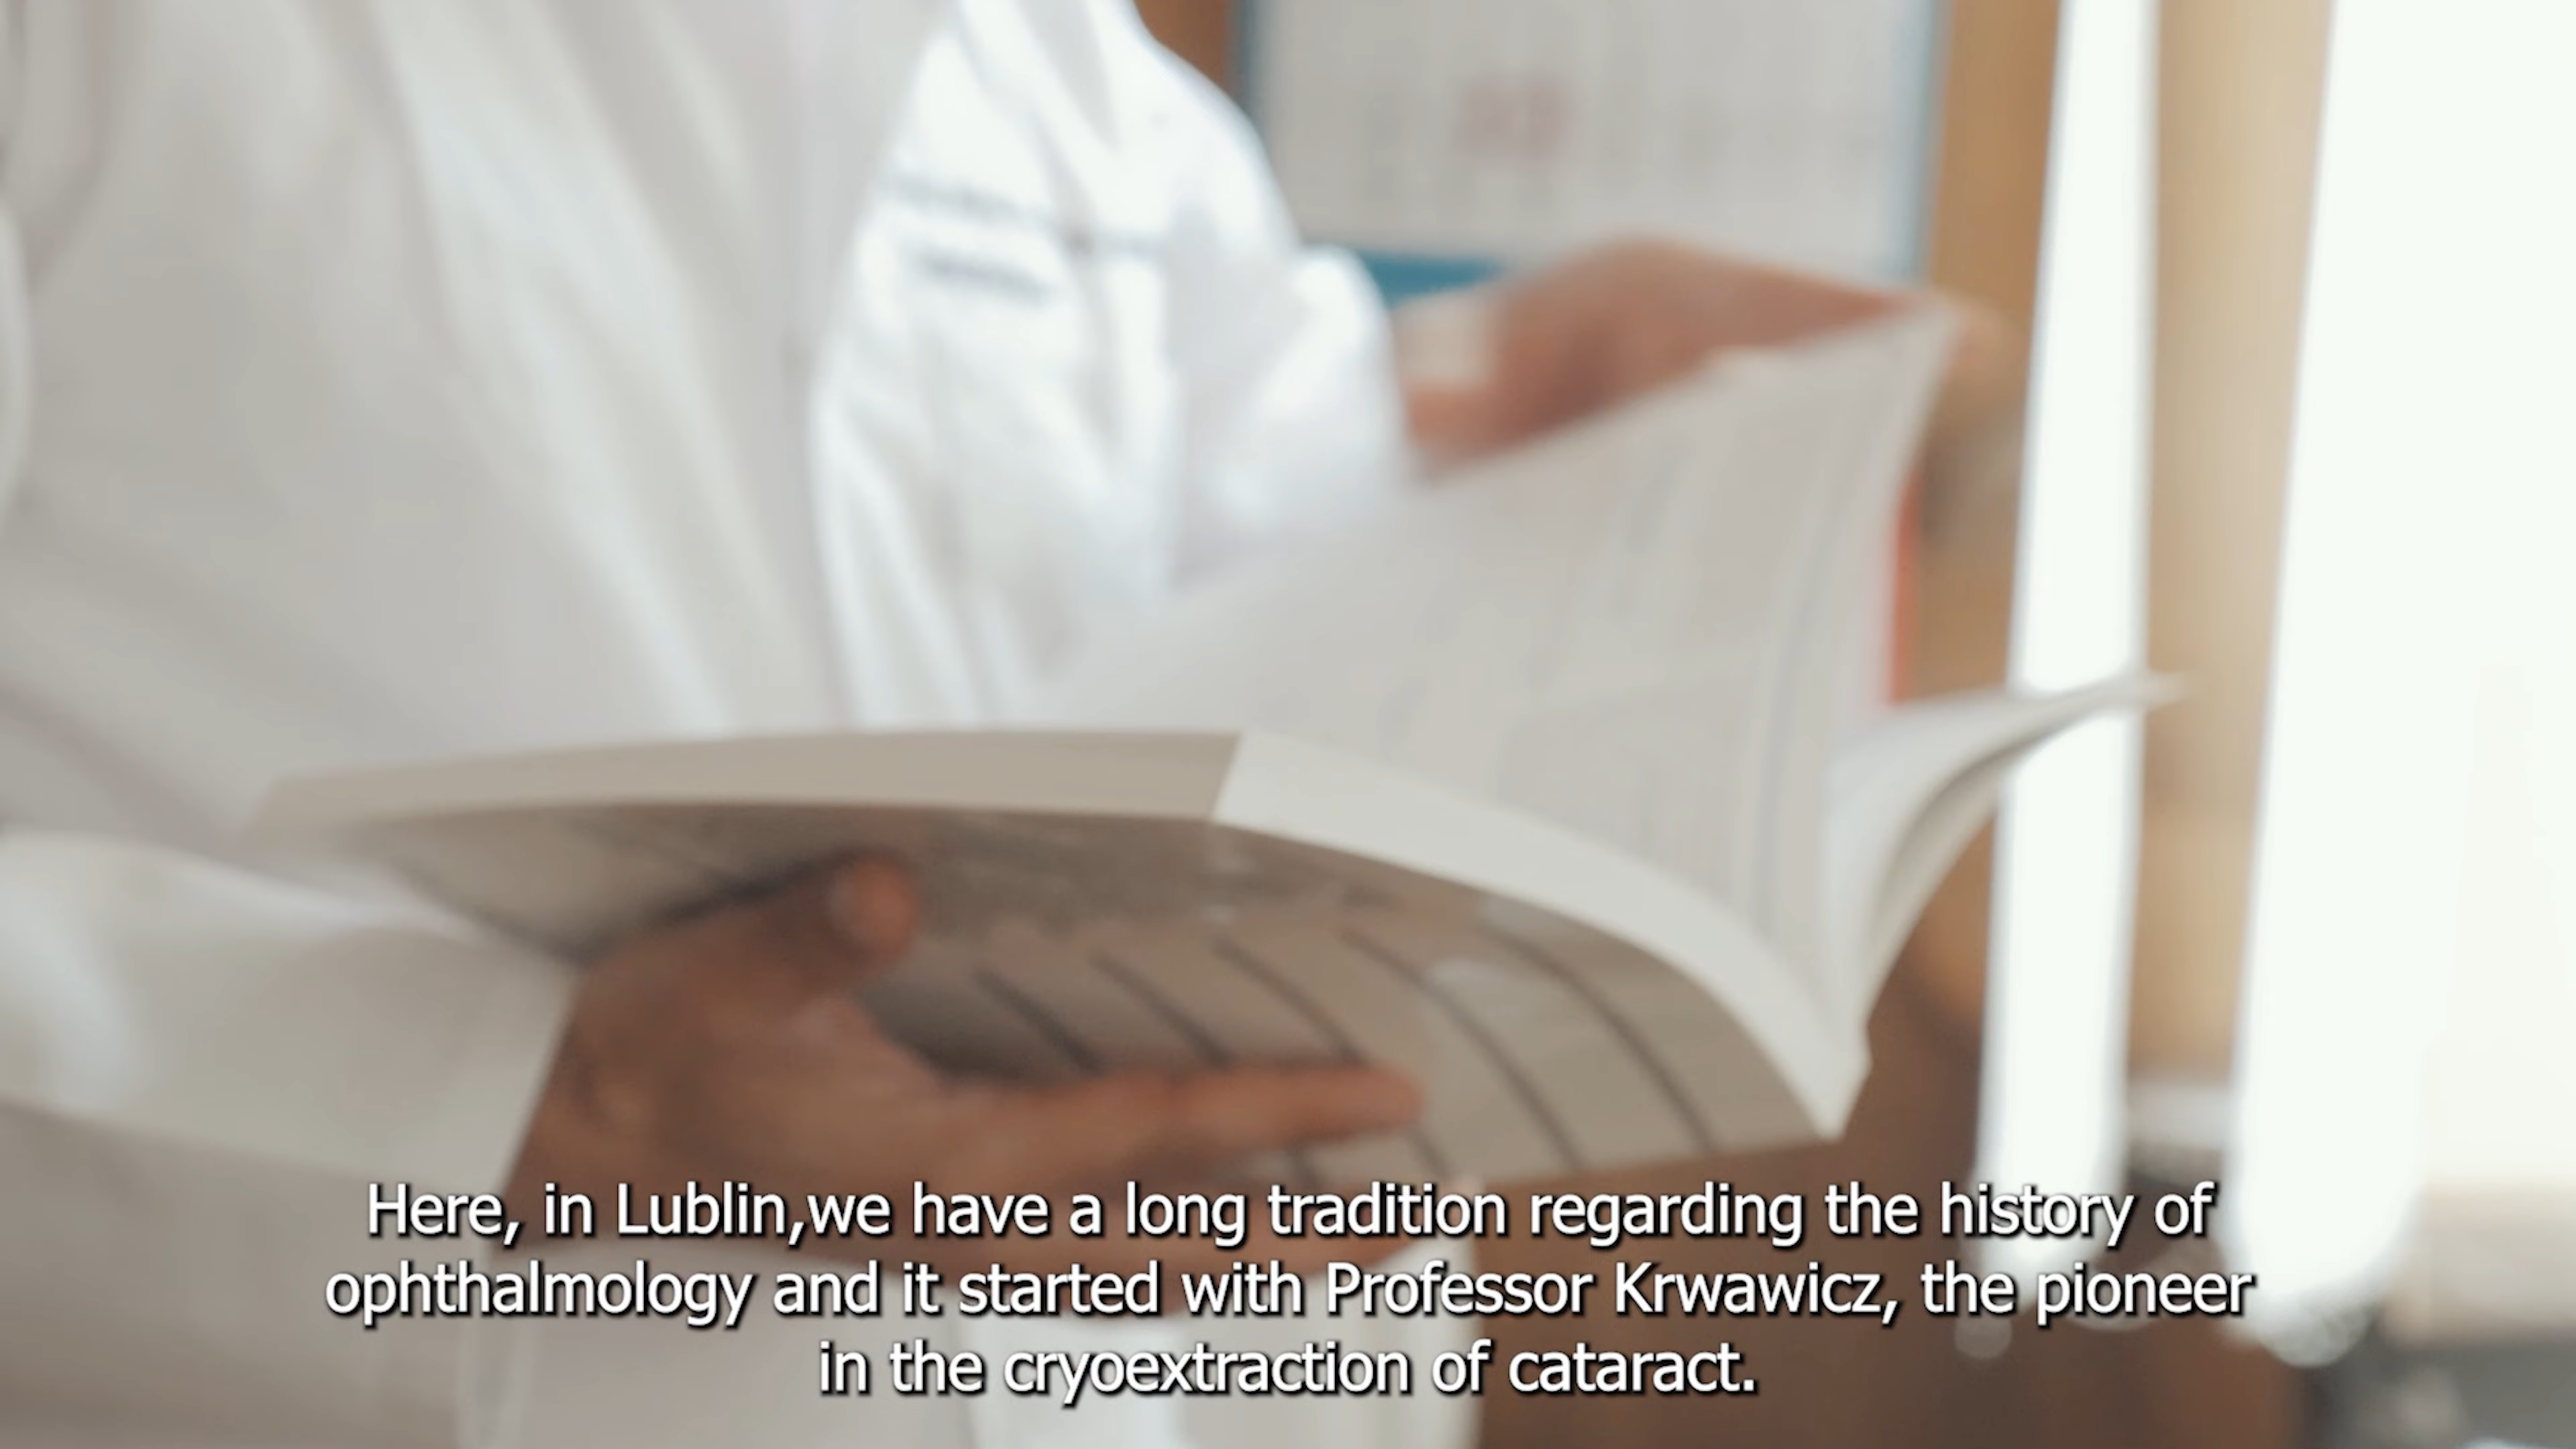 Here, in Lublin,we have a long tradition regarding the history of
ophthalmology and it started with Professor Krwawicz, the pioneer
in the cryoextraction of cataract.